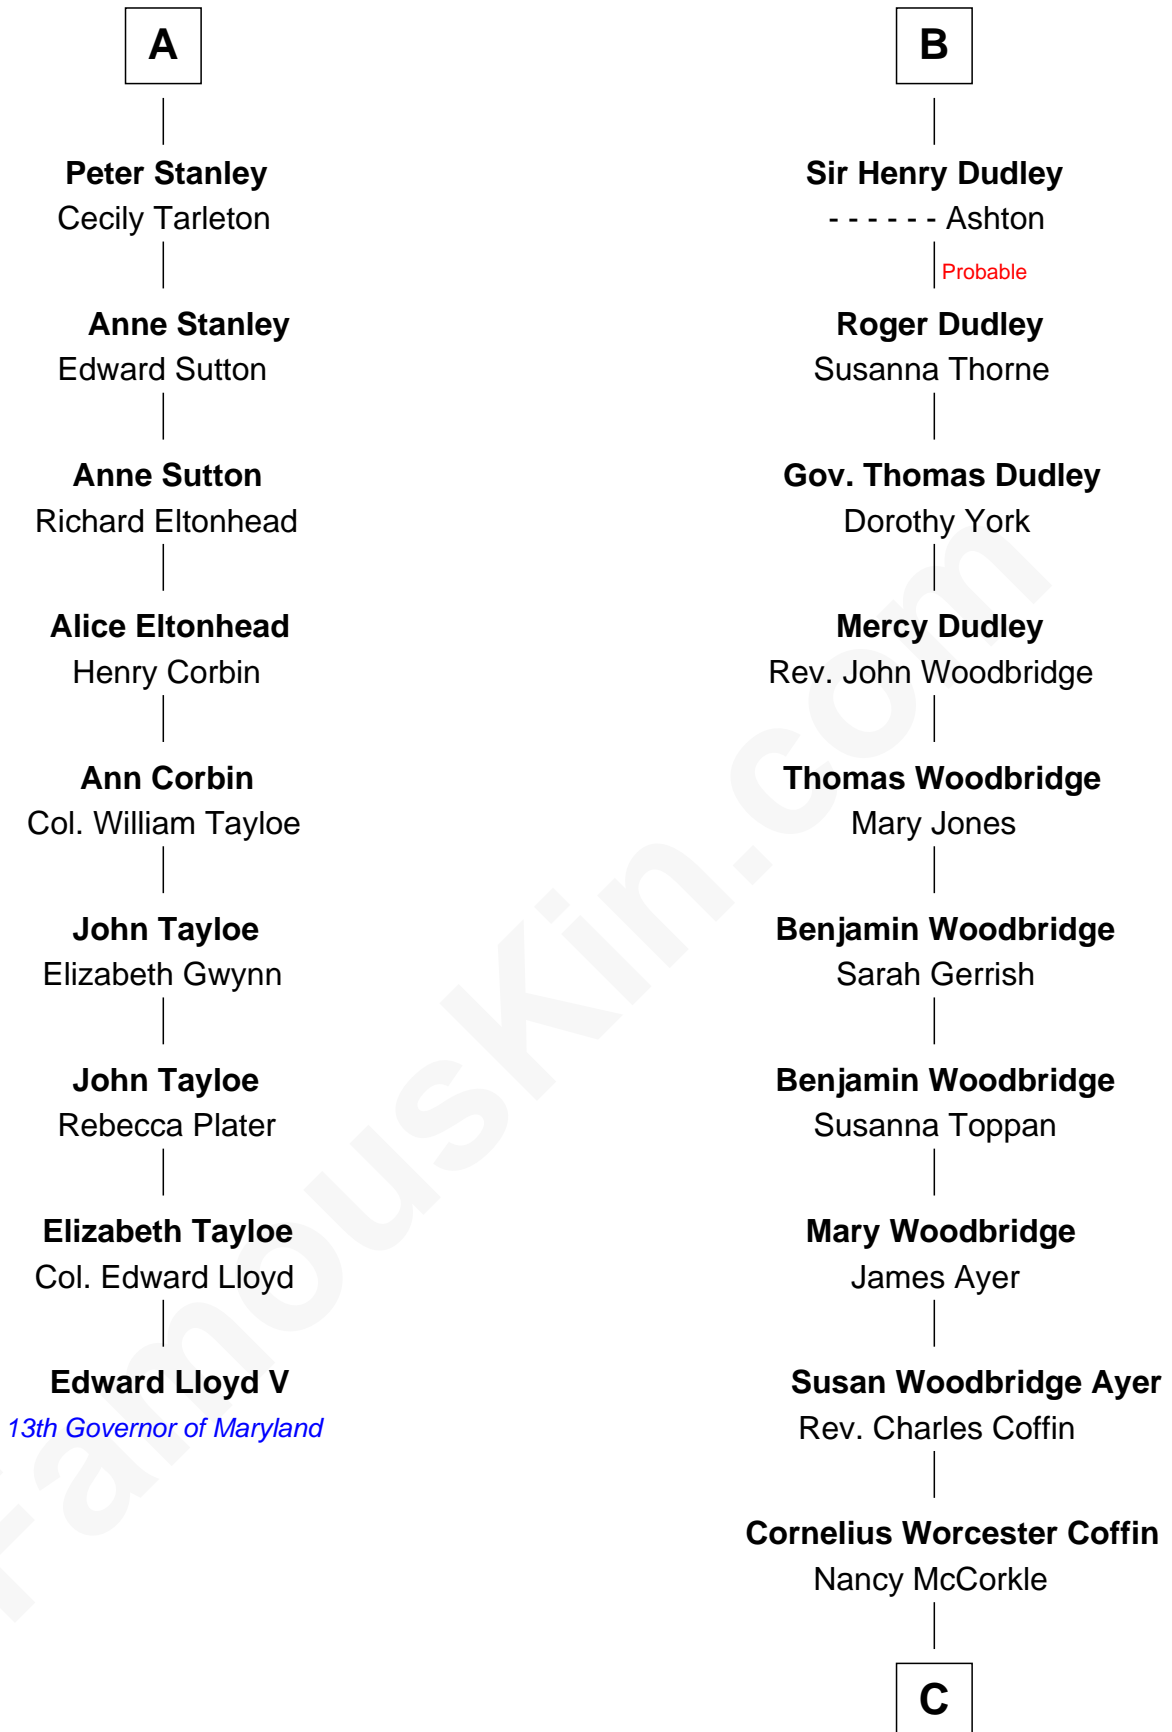 A
Peter Stanley
Cecily Tarleton
Anne Stanley
Edward Sutton
Anne Sutton
Richard Eltonhead
Alice Eltonhead
Henry Corbin
Ann Corbin
Col. William Tayloe
John Tayloe
Elizabeth Gwynn
John Tayloe
Rebecca Plater
Elizabeth Tayloe
Col. Edward Lloyd
Edward Lloyd V
13th Governor of Maryland
B
Sir Henry Dudley
- - - - - - Ashton
Probable
Roger Dudley
Susanna Thorne
Gov. Thomas Dudley
Dorothy York
Mercy Dudley
Rev. John Woodbridge
Thomas Woodbridge
Mary Jones
Benjamin Woodbridge
Sarah Gerrish
Benjamin Woodbridge
Susanna Toppan
Mary Woodbridge
James Ayer
Susan Woodbridge Ayer
Rev. Charles Coffin
Cornelius Worcester Coffin
Nancy McCorkle
C
FamousKin.com